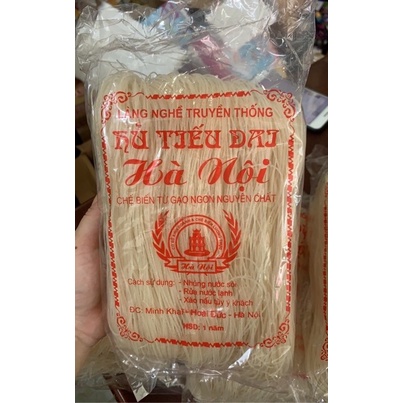 LÀNG NGHỀ TRUYỀN THỐNG
HỦ TIẾU DAI
Hà Nội
CHẾ BIẾN TỪ GẠO NGON NGUYÊN CHẤT
Hà Nội
Cách sử dụng: - Nhúng nước sôi
- Rửa nước lạnh
- Xào nấu tùy ý khách
ĐC: Minh Khai - Hoài Đức - Hà Nội
HSD: 1 năm